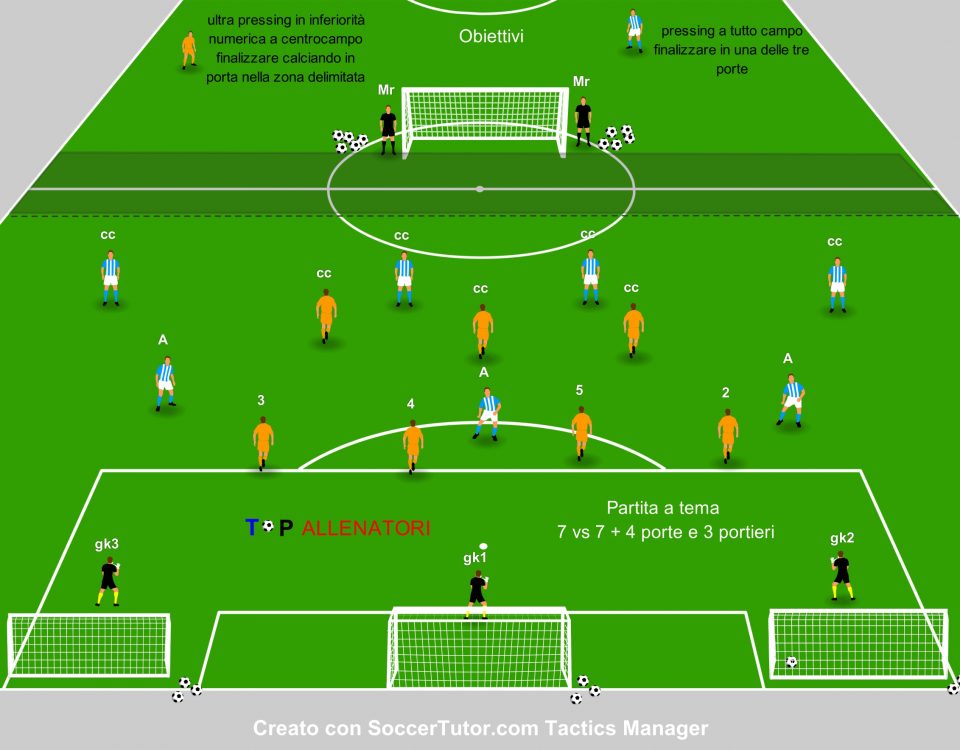 ultra pressing in inferiorità
numerica a centrocampo
finalizzare calciando in
porta nella zona delimitata
Obiettivi
pressing a tutto campo
finalizzare in una delle tre
porte
Mr
Mr
cc
cc
cc
cc
cc
cc
cc
A
A
A
3
4
5
2
Partita a tema
7 vs 7 + 4 porte e 3 portieri
T P ALLENATORI
gk3
gk1
gk2
Creato con SoccerTutor.com Tactics Manager